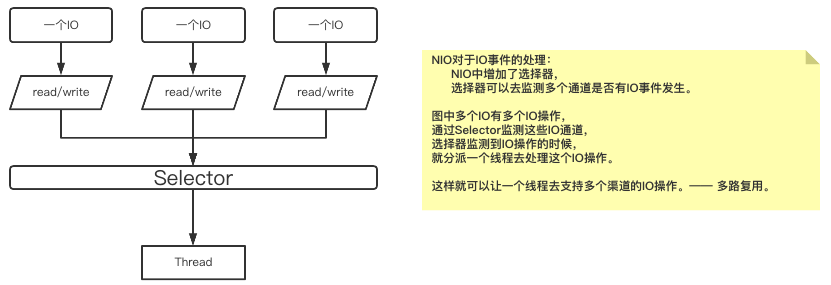 一个IO
一个IO
一个IO
read/write
read/write
read/write
Selector
Thread
NIO对于IO事件的处理：
NIO中增加了选择器，
选择器可以去监测多个通道是否有IO事件发生。
图中多个IO有多个IO操作，
通过Selector监测这些IO通道，
选择器监测到IO操作的时候，
就分派一个线程去处理这个IO操作。
这样就可以让一个线程去支持多个渠道的IO操作。—— 多路复用。